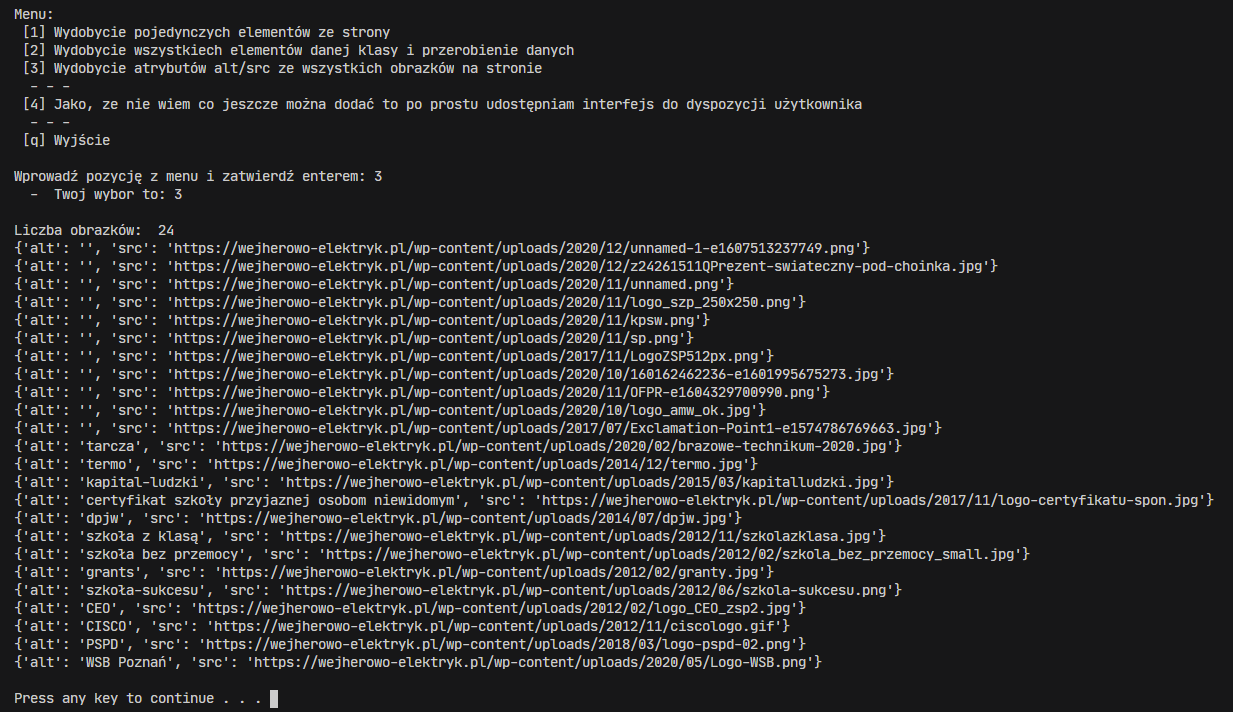 Menu:
[1] Wydobycie pojedynczych elementów ze strony
[2] Wydobycie wszystkiech elementów danej klasy i przerobienie danych
[3] Wydobycie atrybutów alt/src ze wszystkich obrazków na stronie
- - -
[4] Jako, ze nie wiem co jeszcze można dodać to po prostu udostępniam interfejs do dyspozycji użytkownika
- - -
[q] Wyjście
Wprowadź pozycję z menu i zatwierdź enterem: 3
- Twoj wybor to: 3
Liczba obrazków:  24
{'alt': '', 'src': 'https://wejherowo-elektryk.pl/wp-content/uploads/2020/12/unnamed-1-e1607513237749.png'}
{'alt': '', 'src': 'https://wejherowo-elektryk.pl/wp-content/uploads/2020/12/z24261511QPrezent-swiateczny-pod-choinka.jpg'}
{'alt': '', 'src': 'https://wejherowo-elektryk.pl/wp-content/uploads/2020/11/unnamed.png'}
{'alt': '', 'src': 'https://wejherowo-elektryk.pl/wp-content/uploads/2020/11/logo_szp_250x250.png'}
{'alt': '', 'src': 'https://wejherowo-elektryk.pl/wp-content/uploads/2020/11/kpsw.png'}
{'alt': '', 'src': 'https://wejherowo-elektryk.pl/wp-content/uploads/2020/11/sp.png'}
{'alt': '', 'src': 'https://wejherowo-elektryk.pl/wp-content/uploads/2017/11/LogoZSP512px.png'}
{'alt': '', 'src': 'https://wejherowo-elektryk.pl/wp-content/uploads/2020/10/160162462236-e1601995675273.jpg'}
{'alt': '', 'src': 'https://wejherowo-elektryk.pl/wp-content/uploads/2020/11/OFPR-e1604329700990.png'}
{'alt': '', 'src': 'https://wejherowo-elektryk.pl/wp-content/uploads/2020/10/logo_amw_ok.jpg'}
{'alt': '', 'src': 'https://wejherowo-elektryk.pl/wp-content/uploads/2017/07/Exclamation-Point1-e1574786769663.jpg'}
{'alt': 'tarcza', 'src': 'https://wejherowo-elektryk.pl/wp-content/uploads/2020/02/brazowe-technikum-2020.jpg'}
{'alt': 'termo', 'src': 'https://wejherowo-elektryk.pl/wp-content/uploads/2014/12/termo.jpg'}
{'alt': 'kapital-ludzki', 'src': 'https://wejherowo-elektryk.pl/wp-content/uploads/2015/03/kapitalludzki.jpg'}
{'alt': 'certyfikat szkoły przyjaznej osobom niewidomym', 'src': 'https://wejherowo-elektryk.pl/wp-content/uploads/2017/11/logo-certyfikatu-spon.jpg'}
{'alt': 'dpjw', 'src': 'https://wejherowo-elektryk.pl/wp-content/uploads/2014/07/dpjw.jpg'}
{'alt': 'szkoła z klasą', 'src': 'https://wejherowo-elektryk.pl/wp-content/uploads/2012/11/szkolazklasa.jpg'}
{'alt': 'szkoła bez przemocy', 'src': 'https://wejherowo-elektryk.pl/wp-content/uploads/2012/02/szkola_bez_przemocy_small.jpg'}
{'alt': 'grants', 'src': 'https://wejherowo-elektryk.pl/wp-content/uploads/2012/02/granty.jpg'}
{'alt': 'szkoła-sukcesu', 'src': 'https://wejherowo-elektryk.pl/wp-content/uploads/2012/06/szkola-sukcesu.png'}
{'alt': 'CEO', 'src': 'https://wejherowo-elektryk.pl/wp-content/uploads/2012/02/logo_CEO_zsp2.jpg'}
{'alt': 'CISCO', 'src': 'https://wejherowo-elektryk.pl/wp-content/uploads/2012/11/ciscologo.gif'}
{'alt': 'PSPD', 'src': 'https://wejherowo-elektryk.pl/wp-content/uploads/2018/03/logo-pspd-02.png'}
{'alt': 'WSB Poznań', 'src': 'https://wejherowo-elektryk.pl/wp-content/uploads/2020/05/Logo-WSB.png'}
Press any key to continue . . .